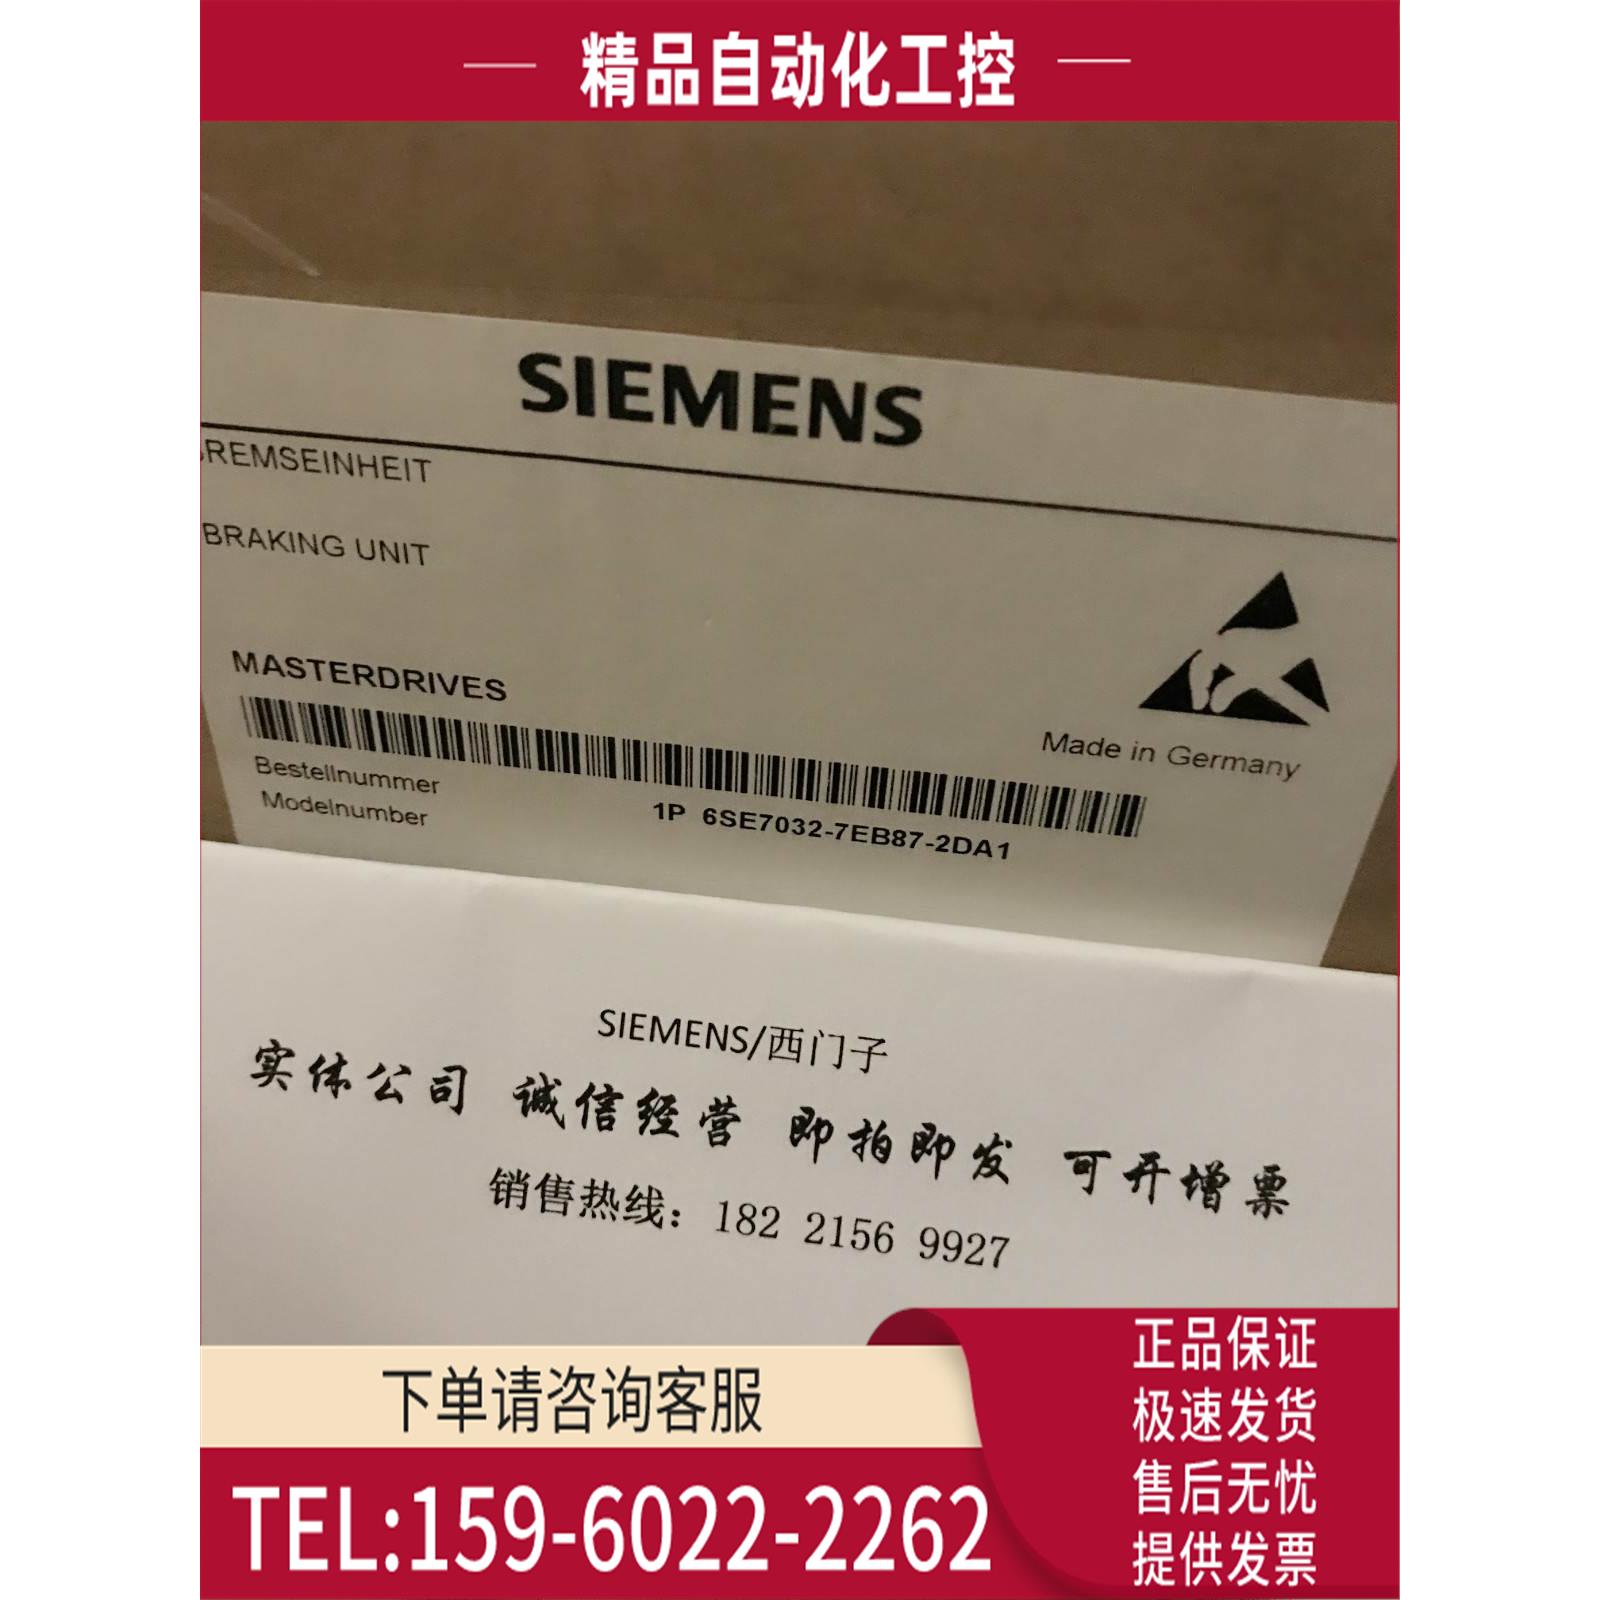 精品自动化工控
SIEMENS
BREMSEINHEIT
BRAKING UNIT
MASTERDRIVES
Made in Germany
Bestellnummer
Modelnumber
1P 6SE7032-7EB87-2DA1
SIEMENS/西门子
实体公司 诚信经营 即拍即发 可开增票
销售热线：182 2156 9927
下单请咨询客服
TEL:159-6022-2262
正品保证
极速发货
售后无忧
提供发票